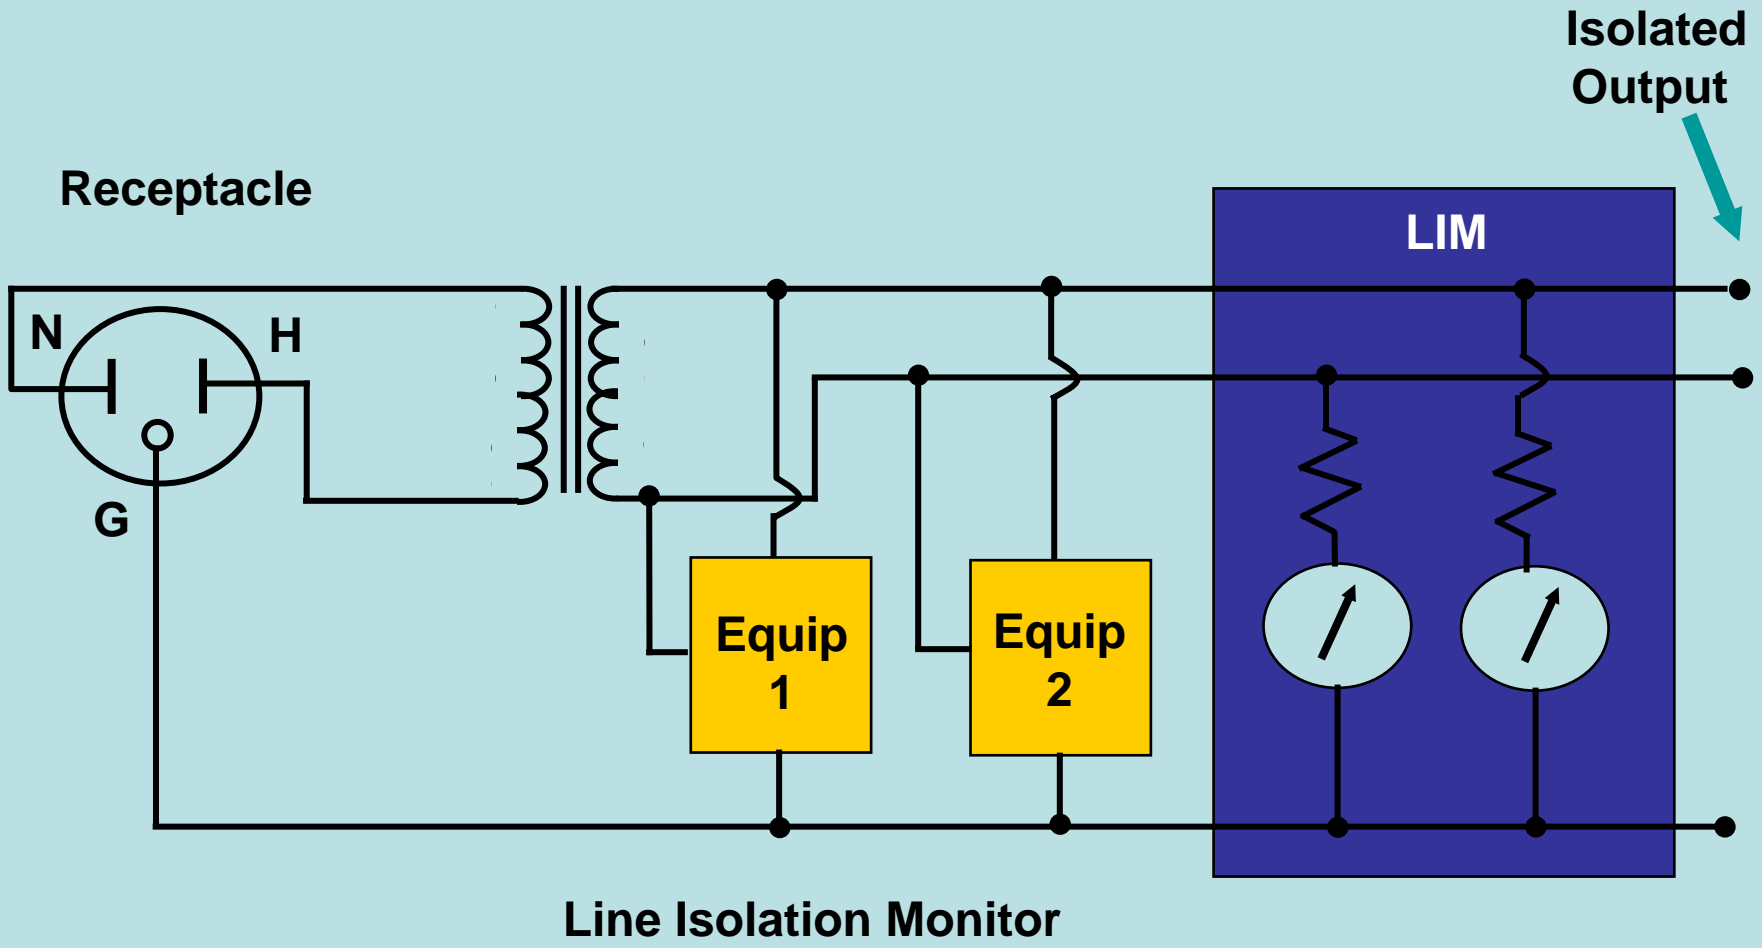 Isolated
Output
Receptacle
LIM
N
H
G
Equip
1
Equip
2
Line Isolation Monitor